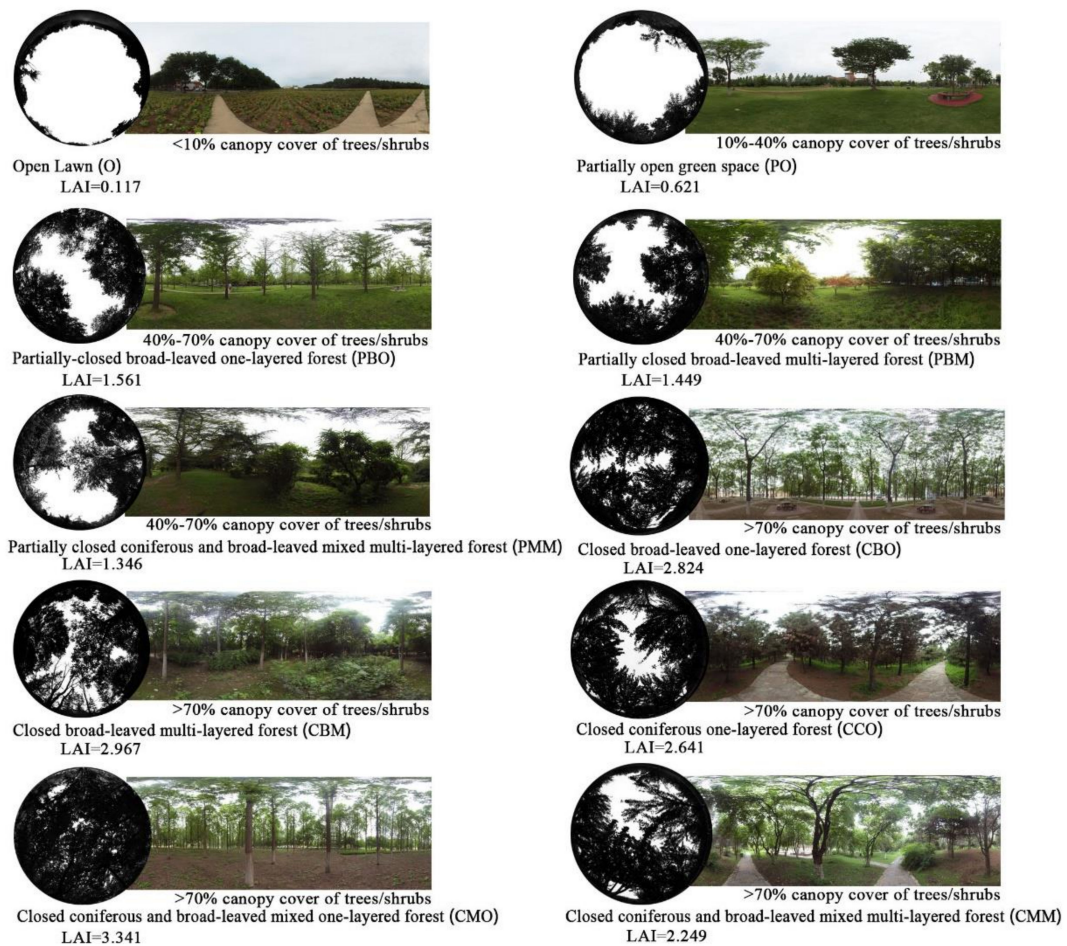 <10% canopy cover of trees/shrubs
Open Lawn (O)
LAI=0.117
10%-40% canopy cover of trees/shrubs
Partially open green space (PO)
LAI=0.621
40%-70% canopy cover of trees/shrubs
Partially-closed broad-leaved one-layered forest (PBO)
LAI=1.561
40%-70% canopy cover of trees/shrubs
Partially closed broad-leaved multi-layered forest (PBM)
LAI=1.449
40%-70% canopy cover of trees/shrubs
Partially closed coniferous and broad-leaved mixed multi-layered forest (PMM)
LAI=1.346
>70% canopy cover of trees/shrubs
Closed broad-leaved one-layered forest (CBO)
LAI=2.824
>70% canopy cover of trees/shrubs
Closed broad-leaved multi-layered forest (CBM)
LAI=2.967
>70% canopy cover of trees/shrubs
Closed coniferous one-layered forest (CCO)
LAI=2.641
>70% canopy cover of trees/shrubs
Closed coniferous and broad-leaved mixed one-layered forest (CMO)
LAI=3.341
>70% canopy cover of trees/shrubs
Closed coniferous and broad-leaved mixed multi-layered forest (CMM)
LAI=2.249